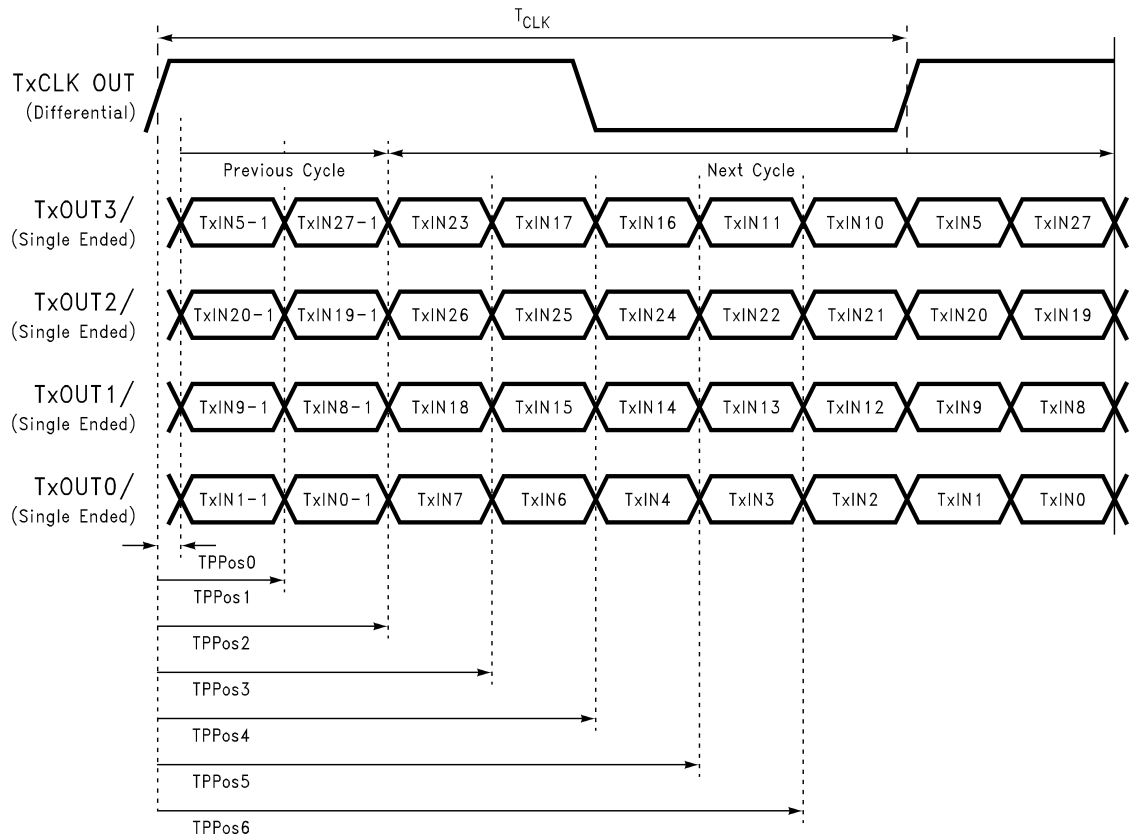 TCLK
TxCLK OUT
(Differential)
Previous Cycle
Next Cycle
TxOUT3/
(Single Ended)
TxIN5-1 TxIN27-1 TxIN23 TxIN17 TxIN16 TxIN11 TxIN10 TxIN5 TxIN27
TxOUT2/
(Single Ended)
TxIN20-1 TxIN19-1 TxIN26 TxIN25 TxIN24 TxIN22 TxIN21 TxIN20 TxIN19
TxOUT1/
(Single Ended)
TxIN9-1 TxIN8-1 TxIN18 TxIN15 TxIN14 TxIN13 TxIN12 TxIN9 TxIN8
TxOUT0/
(Single Ended)
TxIN1-1 TxIN0-1 TxIN7 TxIN6 TxIN4 TxIN3 TxIN2 TxIN1 TxIN0
TPPos0
TPPos1
TPPos2
TPPos3
TPPos4
TPPos5
TPPos6